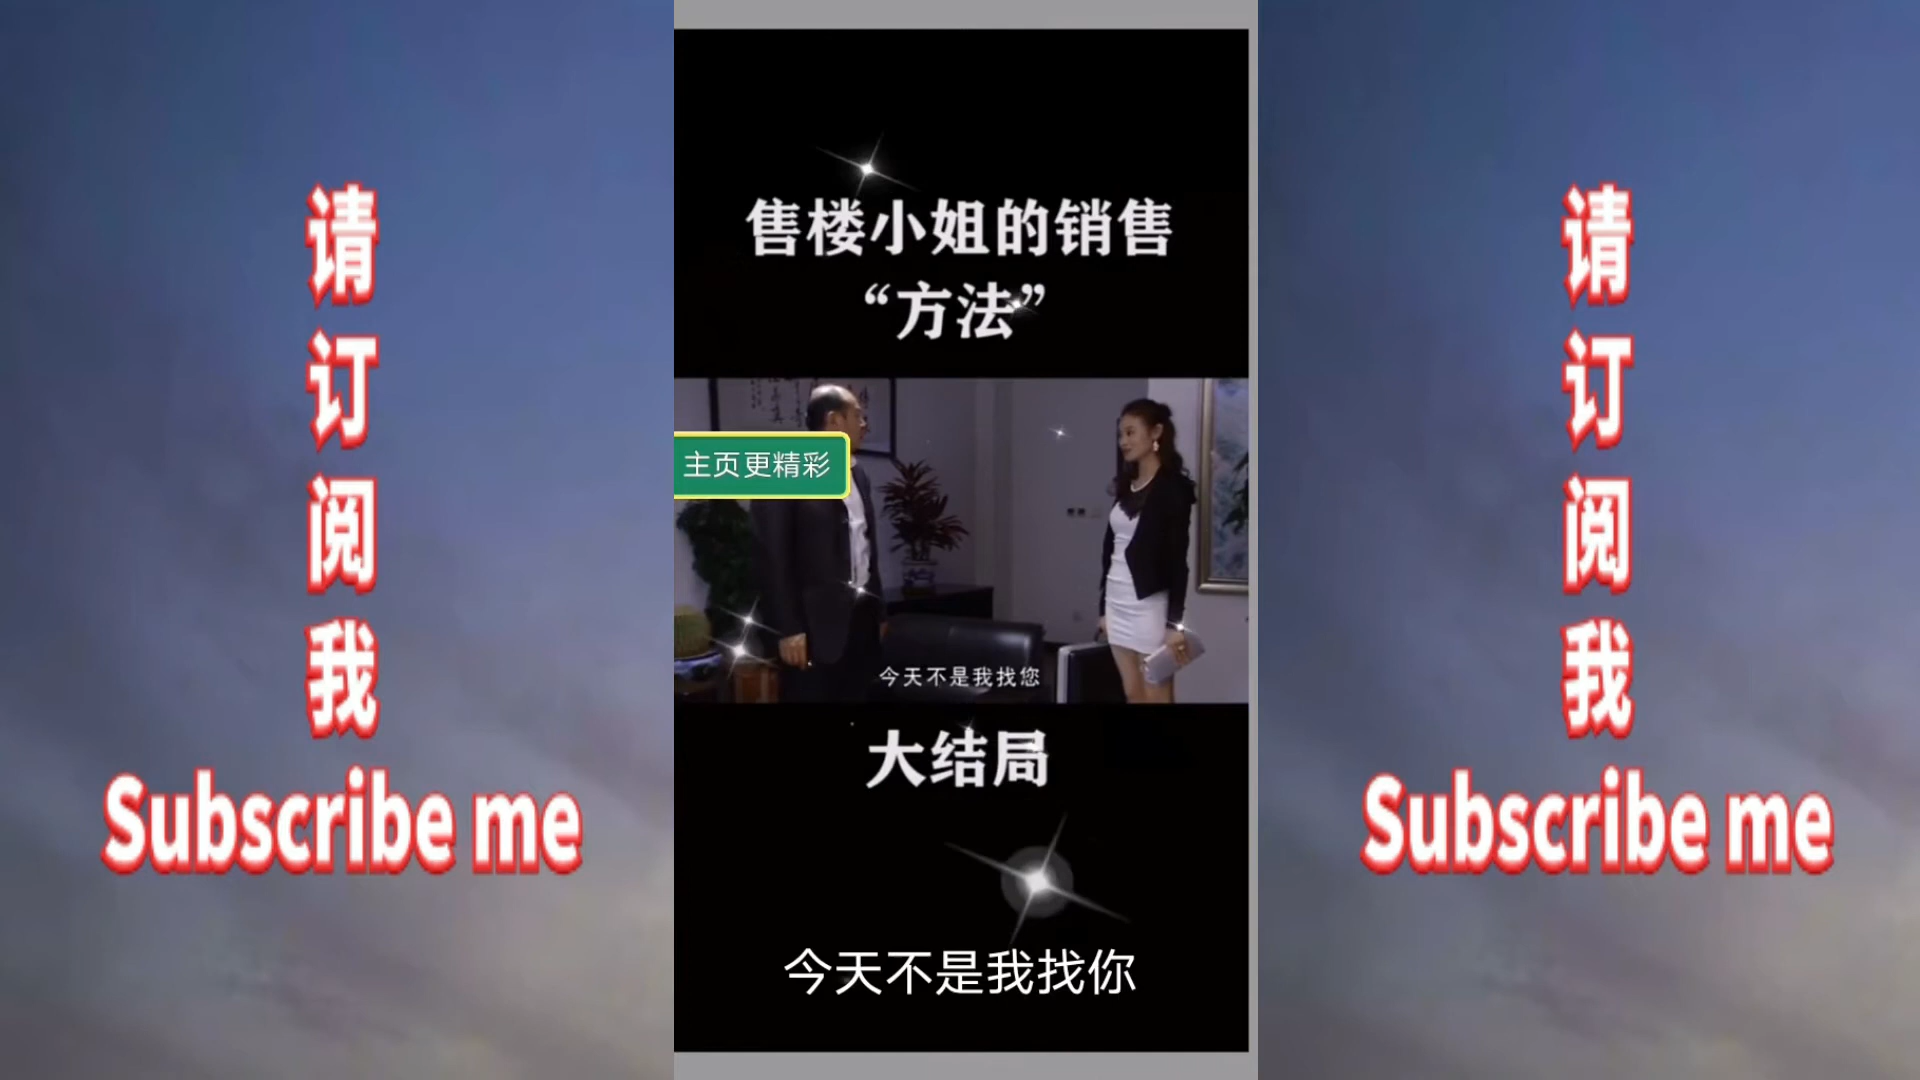 请
订
阅
我
Subscribe me
售楼小姐的销售
“方法”
主页更精彩
今天不是我找您
大结局
今天不是我找你
请
订
阅
我
Subscribe me